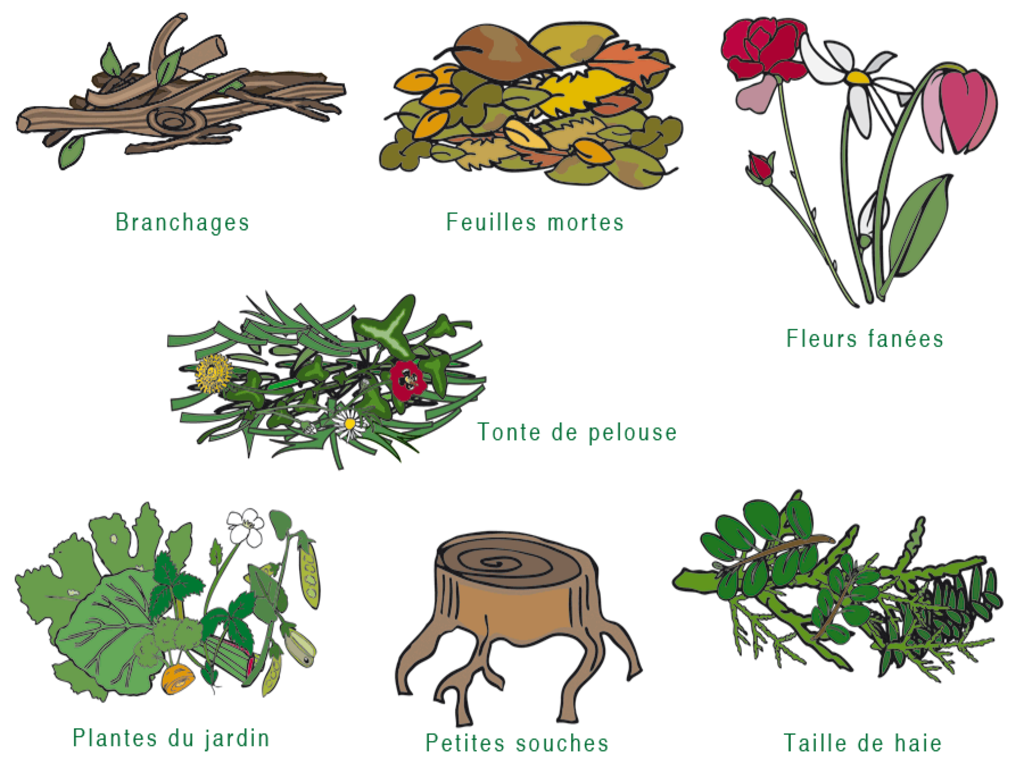 Branchages
Feuilles mortes
Fleurs fanées
Tonte de pelouse
Plantes du jardin
Petites souches
Taille de haie